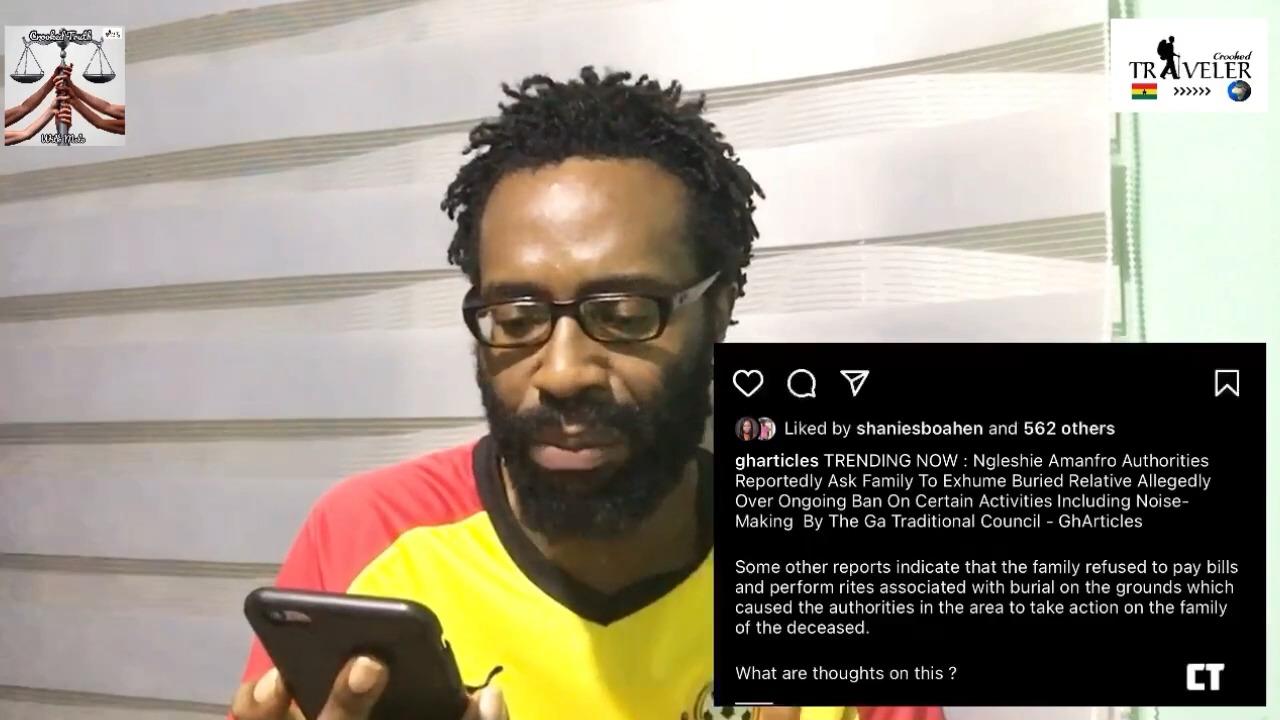 Crooked Truth
With Malo
Crooked
TRAVELER
>>>>>>
Liked by shaniesboahen and 562 others
gharticles TRENDING NOW : Ngleshie Amanfro Authorities
Reportedly Ask Family To Exhume Buried Relative Allegedly
Over Ongoing Ban On Certain Activities Including Noise-
Making By The Ga Traditional Council - GhArticles
Some other reports indicate that the family refused to pay bills
and perform rites associated with burial on the grounds which
caused the authorities in the area to take action on the family
of the deceased.
What are thoughts on this ?
CT